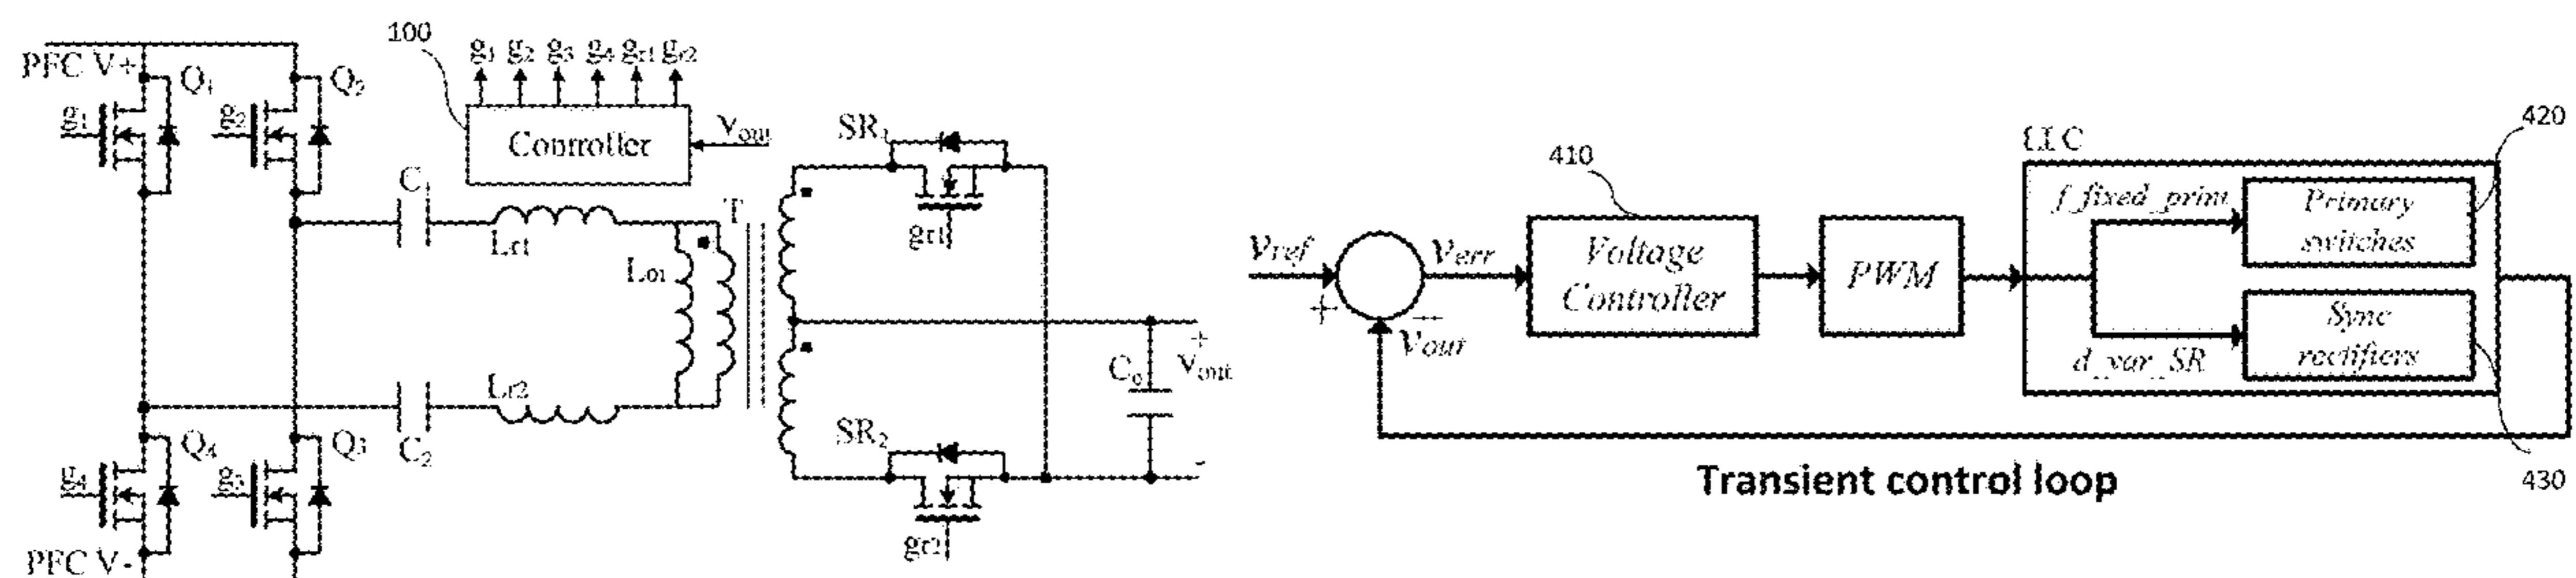 100
g1 g2 g3 g4 gr1 gr2
PFC V+
Q1
Q2
g1
g2
Controller
Vout
SR1
gr1
C1
Lr1
T
Lo1
Lr2
C2
Co
+
Vout
-
SR2
gr2
Q4
Q3
g4
g3
PFC V-
410
420
LLC
Vref
+
Verr
Voltage
Controller
PWM
f_fixed_prim
Primary
switches
−
Vout
d_var_SR
Sync
rectifiers
430
Transient control loop